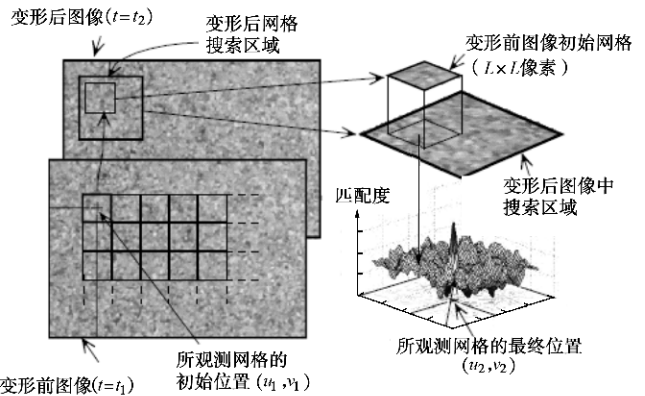 变形后图像(t=t₂)
变形后网格
搜索区域
变形前图像初始网格
(L×L像素)
变形后图像中
搜索区域
匹配度
所观测网格的
初始位置(u₁,v₁)
变形前图像(t=t₁)
所观测网格的最终位置
(u₂,v₂)